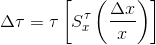 Δτ = τ [ S_x^τ ( Δx / x ) ]